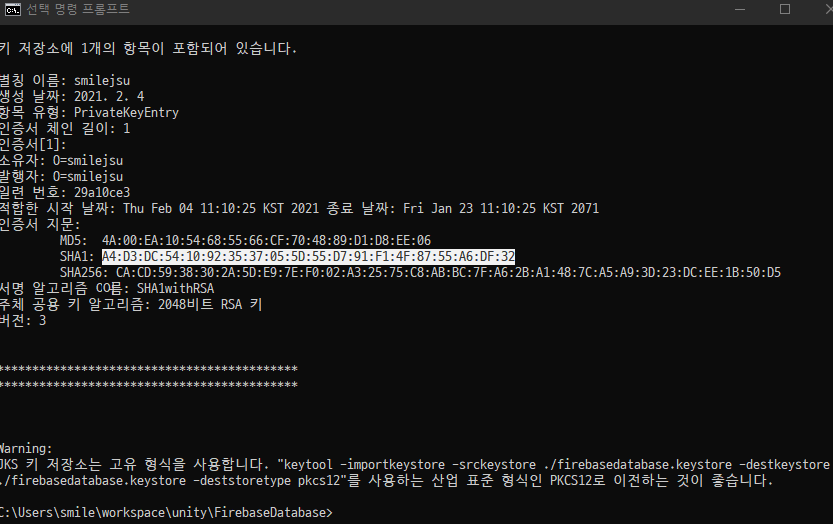 선택 명령 프롬프트
키 저장소에 1개의 항목이 포함되어 있습니다.
별칭 이름: smilejsu
생성 날짜: 2021. 2. 4
항목 유형: PrivateKeyEntry
인증서 체인 길이: 1
인증서[1]:
소유자: O=smilejsu
발행자: O=smilejsu
일련 번호: 29a10ce3
적합한 시작 날짜: Thu Feb 04 11:10:25 KST 2021 종료 날짜: Fri Jan 23 11:10:25 KST 2071
인증서 지문:
MD5: 4A:00:EA:10:54:68:55:66:CF:70:48:89:D1:D8:EE:06
SHA1: A4:D3:DC:54:10:92:35:37:05:5D:55:D7:91:F1:4F:87:55:A6:DF:32
SHA256: CA:CD:59:38:30:2A:5D:E9:7E:F0:02:A3:25:75:C8:AB:BC:7F:A6:2B:A1:48:7C:A5:A9:3D:23:DC:EE:1B:50:D5
서명 알고리즘 이름: SHA1withRSA
주체 공용 키 알고리즘: 2048비트 RSA 키
버전: 3
*******************************************
*******************************************
Warning:
JKS 키 저장소는 고유 형식을 사용합니다. "keytool -importkeystore -srckeystore ./firebasedatabase.keystore -destkeystore
./firebasedatabase.keystore -deststoretype pkcs12"를 사용하는 산업 표준 형식인 PKCS12로 이전하는 것이 좋습니다.
C:\Users\smile\workspace\unity\FirebaseDatabase>